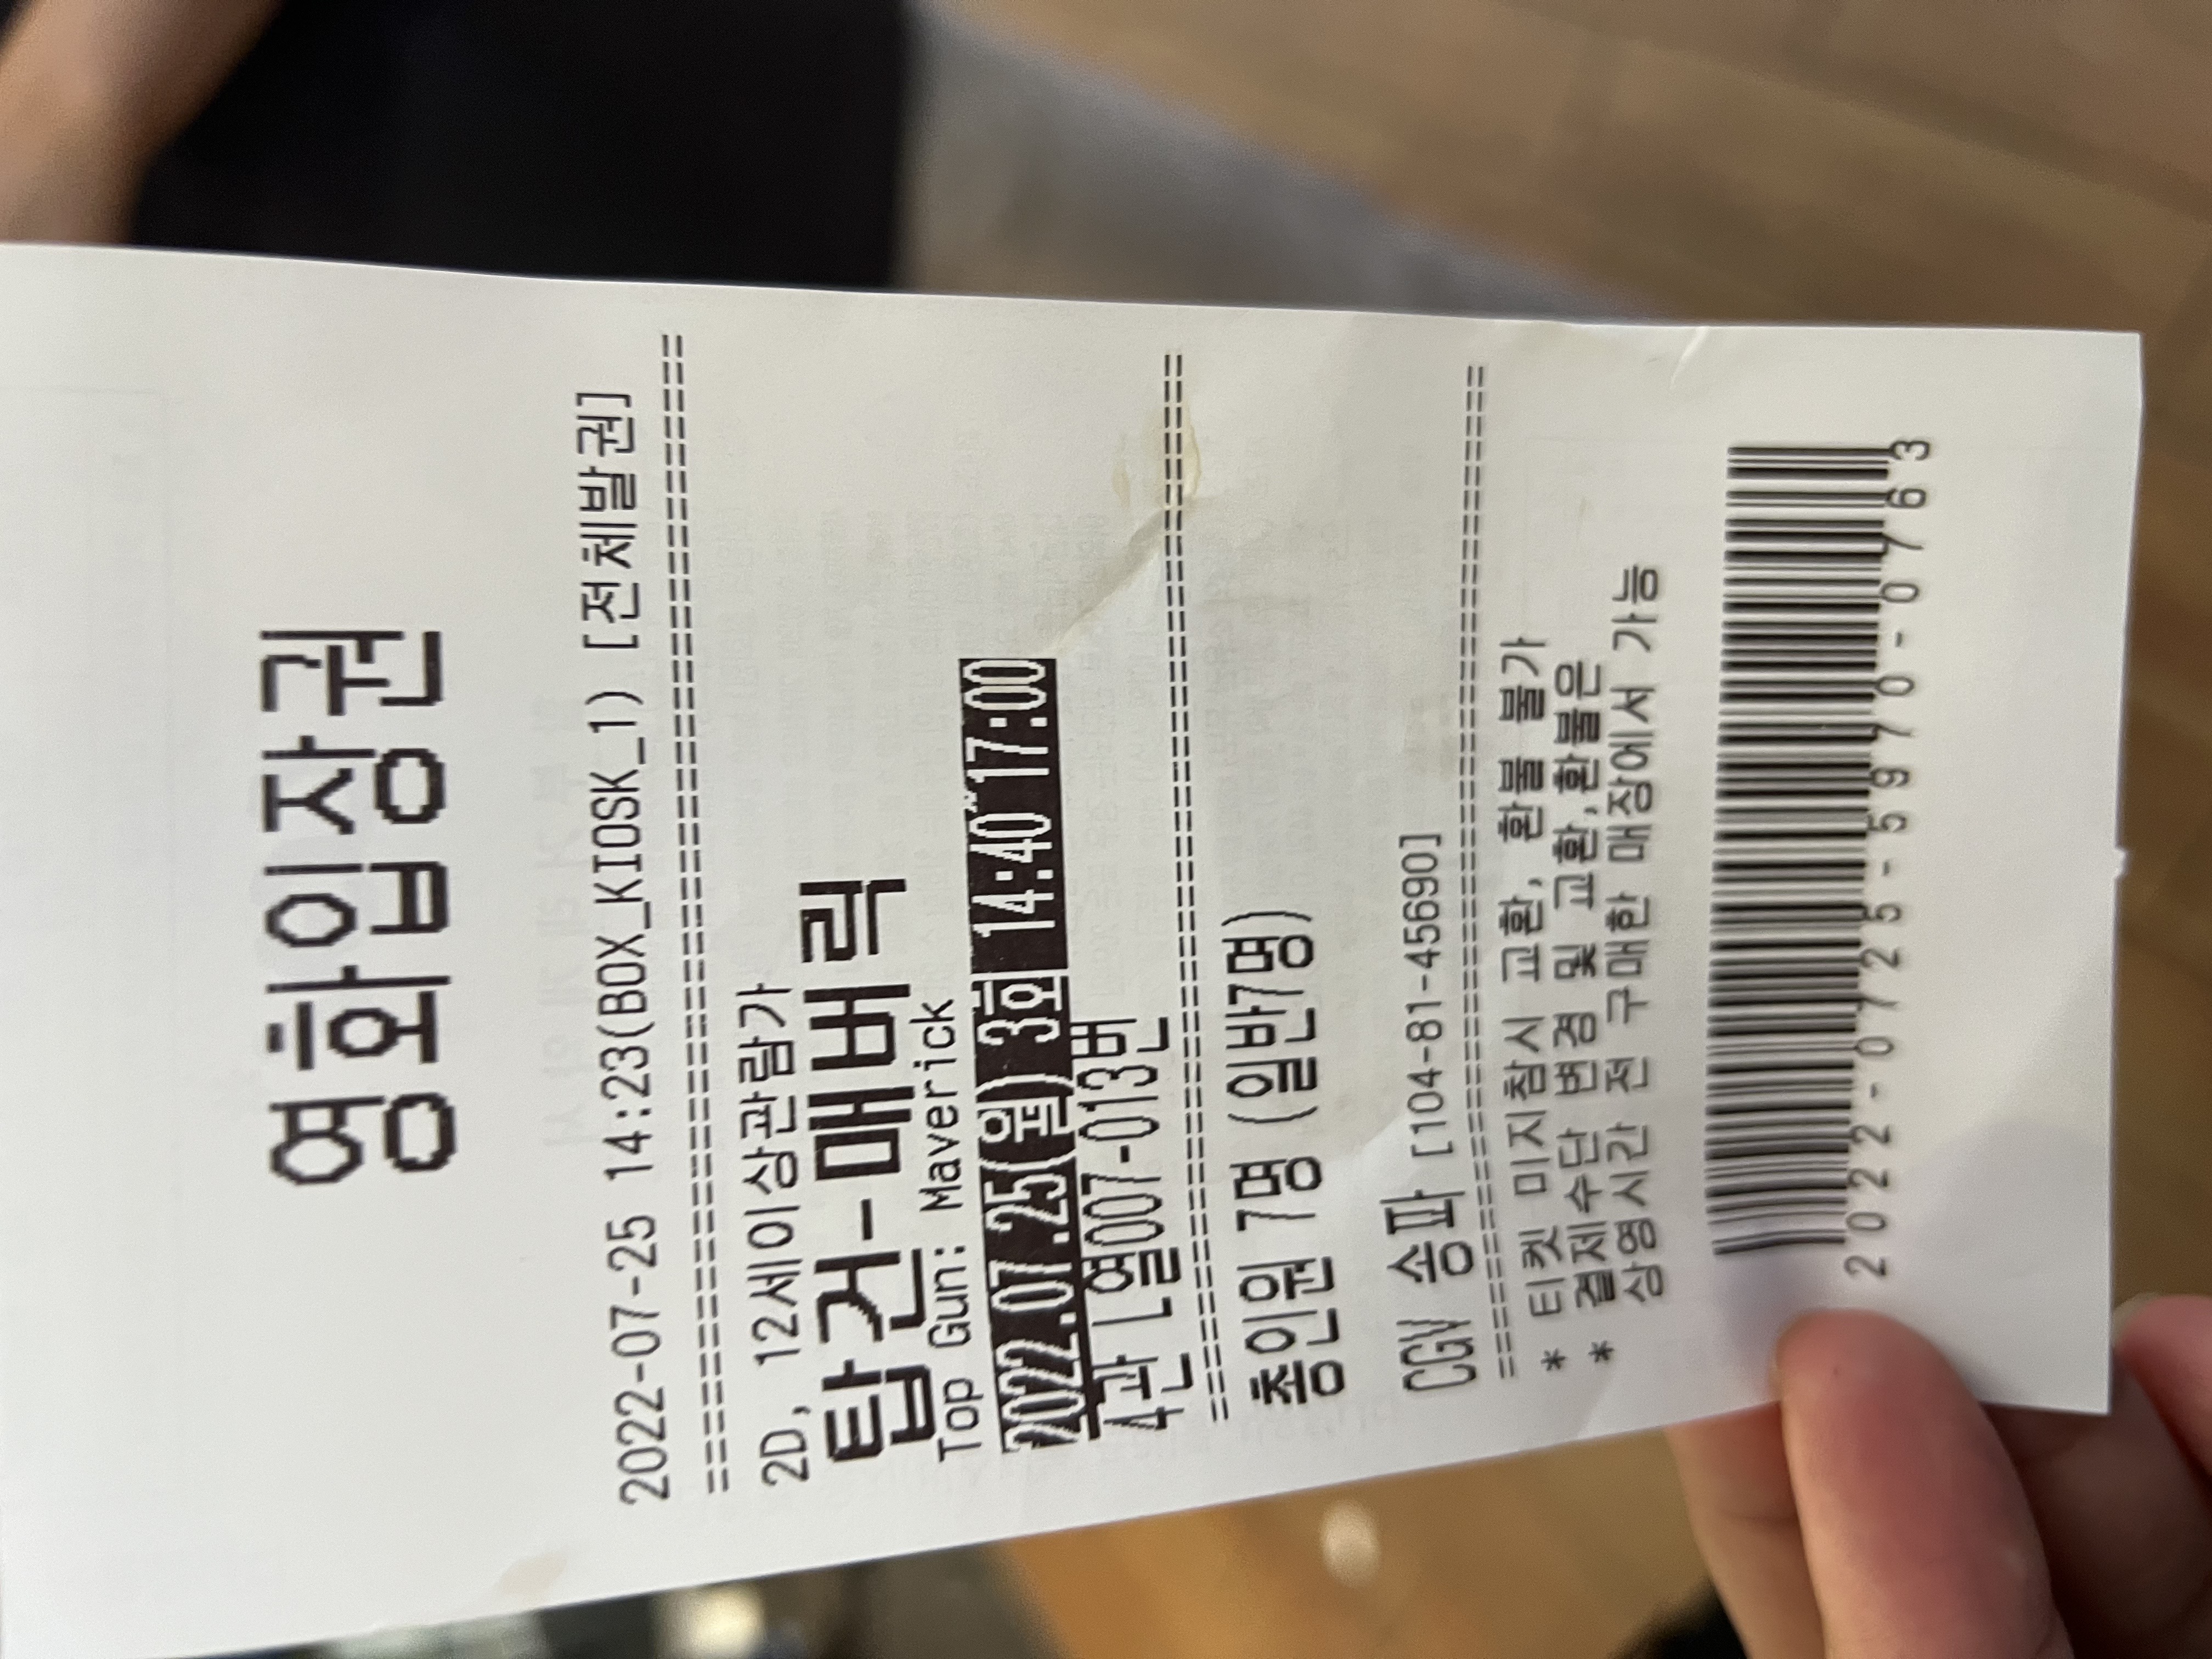 영화입장권
2022-07-25 14:23(BOX_KIOSK_1) [전체발권]
================================================
2D, 12세이상관람가
탑건-매버릭
Top Gun: Maverick
2022.07.25(월) 3회 14:40~17:00
4관 L열007-013번
================================================
총인원 7명 (일반7명)
CGV 송파 [104-81-45690]
================================================
* 티켓 미지참시 교환, 환불 불가
* 결제수단 변경 및 교환,환불은
상영시간 전 구매한 매장에서 가능
2022-0725-5970-0763